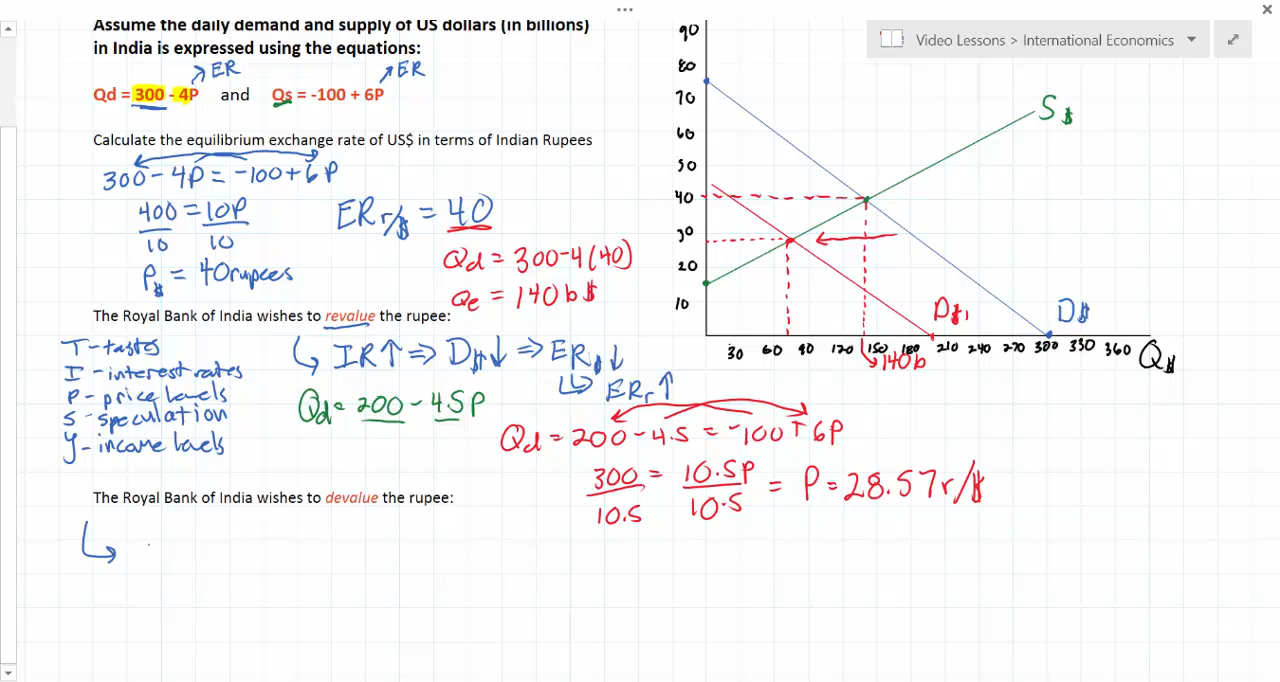 Assume the daily demand and supply of US dollars (in billions)
in India is expressed using the equations:
ER ER
Qd = 300 - 4P and Qs = -100 + 6P
Calculate the equilibrium exchange rate of US$ in terms of Indian Rupees
300 - 4P = -100 + 6P
400 = 10P
10 10
P$ = 40 rupees
ER r/$ = 40
Qd = 300 - 4(40)
Qe = 140 b $
The Royal Bank of India wishes to revalue the rupee:
T - tastes
I - interest rates
P - price levels
S - speculation
Y - income levels
IR↑ ⇒ D$↓ ⇒ ER$↓
ERr↑
Qd = 200 - 4.5P
Qd = 200 - 4.5 = -100 + 6P
300 = 10.5P = P = 28.57 r/$
10.5 10.5
The Royal Bank of India wishes to devalue the rupee:
Video Lessons > International Economics
90
80
70
60
50
40
30
20
10
S$
D$1
D$
30 60 90 120 150 180 210 240 270 300 330 360 Q$
140b